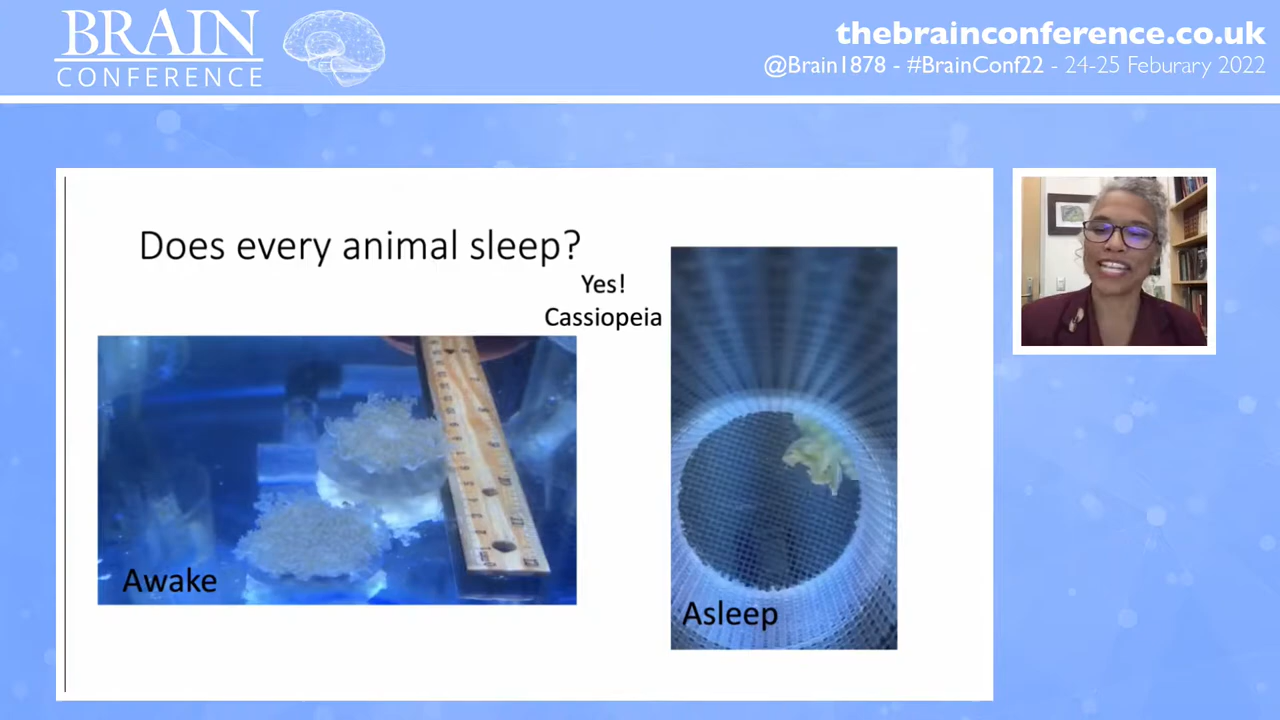 BRAIN
CONFERENCE
thebrainconference.co.uk
@Brain1878 - #BrainConf22 - 24-25 Feburary 2022
Does every animal sleep?
Yes!
Cassiopeia
Awake
Asleep